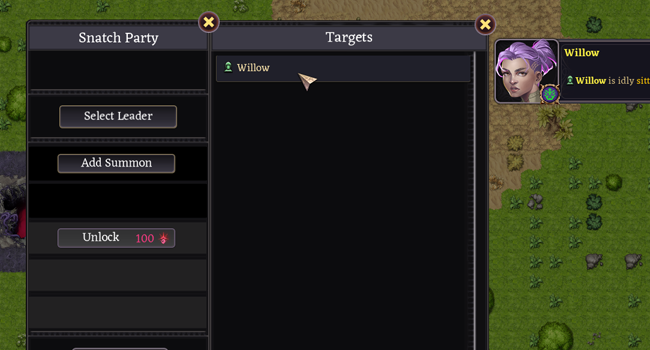 Snatch Party
Targets
Willow
Willow
Willow is idly sitt
Select Leader
Add Summon
Unlock 100